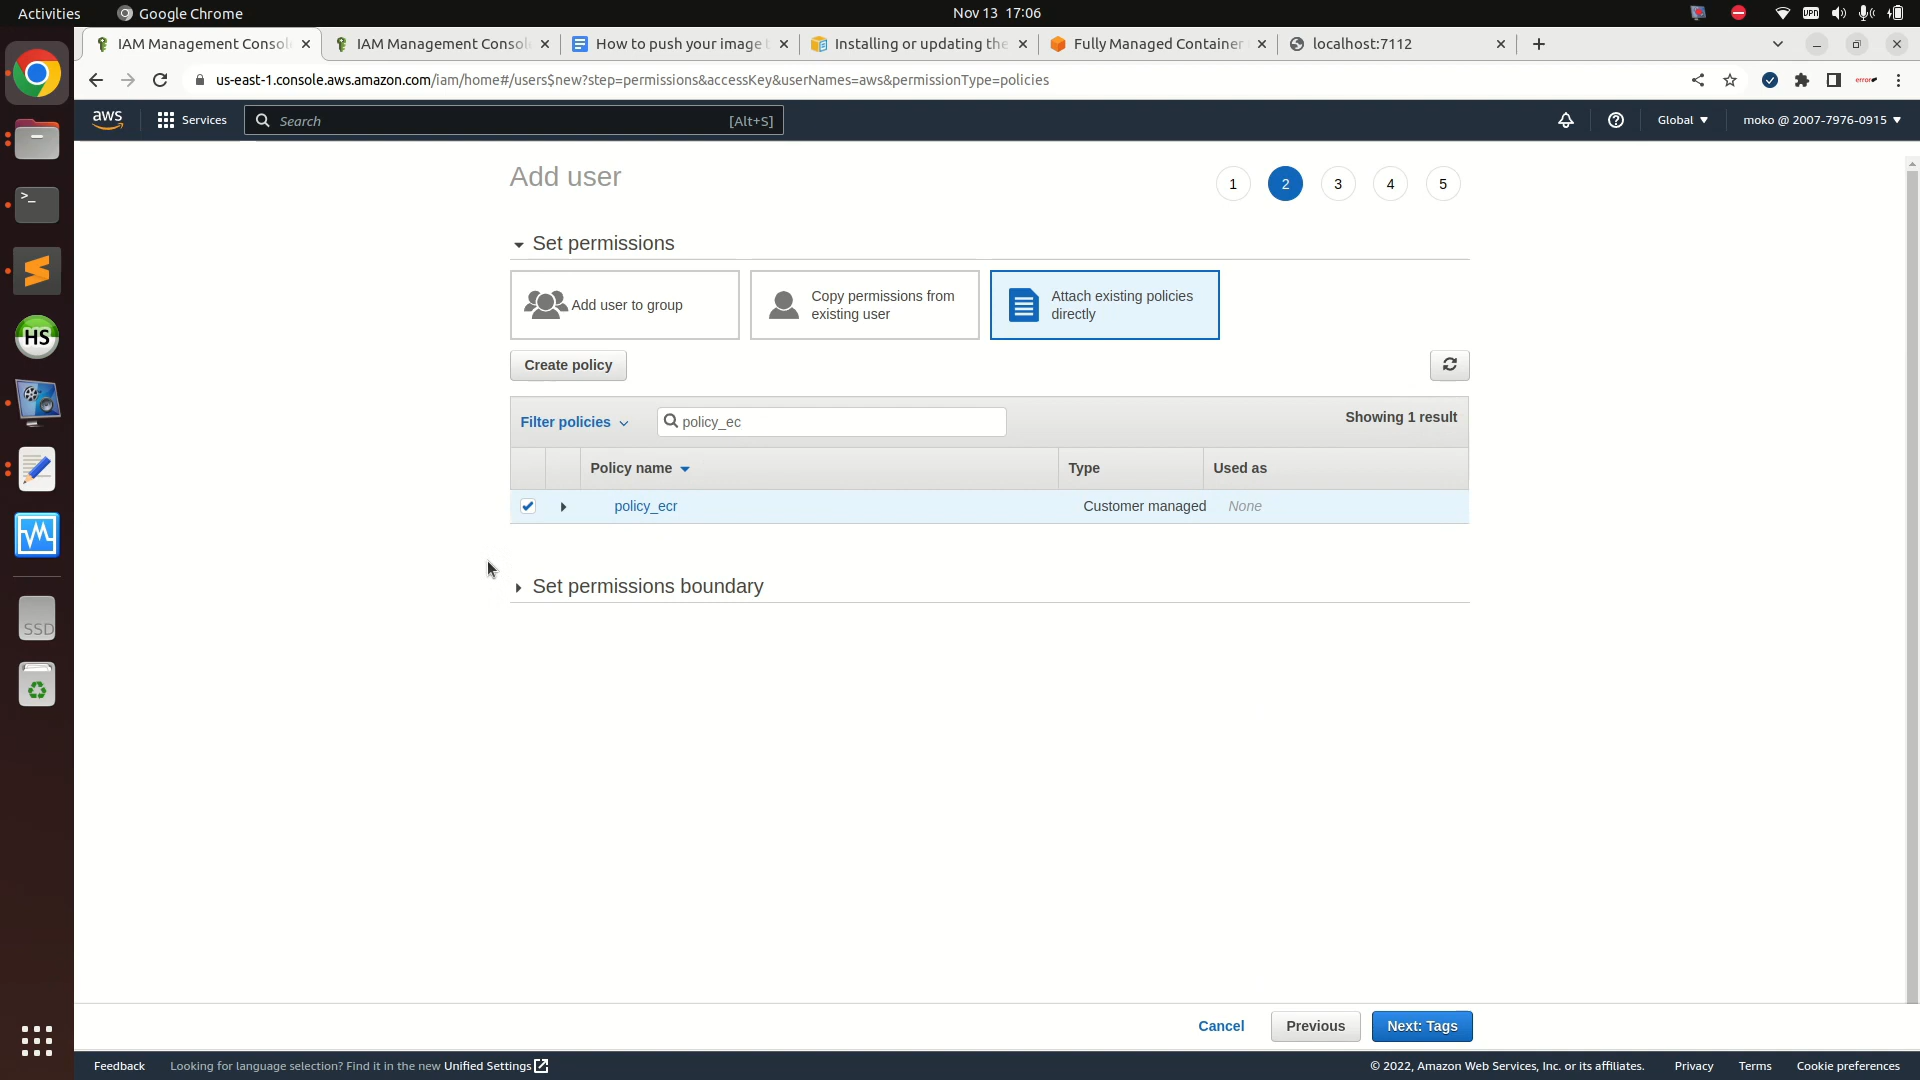 Activities
Google Chrome
Nov 13 17:06
VPN
IAM Management Consol
IAM Management Consol
How to push your image t
Installing or updating the
Fully Managed Container
localhost:7112
us-east-1.console.aws.amazon.com/iam/home#/users$new?step=permissions&accessKey&userNames=aws&permissionType=policies
error
aws
Services
Search
[Alt+S]
Global
moko @ 2007-7976-0915
Add user
1
2
3
4
5
Set permissions
Add user to group
Copy permissions from
existing user
Attach existing policies
directly
Create policy
Filter policies
policy_ec
Showing 1 result
Policy name
Type
Used as
policy_ecr
Customer managed
None
Set permissions boundary
HS
SSD
Cancel
Previous
Next: Tags
Feedback
Looking for language selection? Find it in the new Unified Settings
© 2022, Amazon Web Services, Inc. or its affiliates.
Privacy
Terms
Cookie preferences